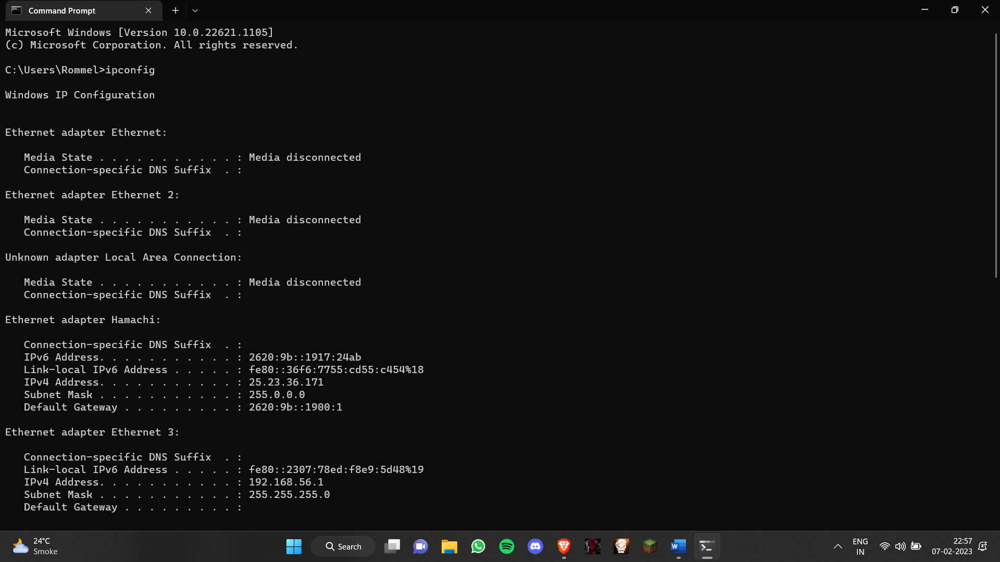 Command Prompt
Microsoft Windows [Version 10.0.22621.1105]
(c) Microsoft Corporation. All rights reserved.
C:\Users\Rommel>ipconfig
Windows IP Configuration
Ethernet adapter Ethernet:
   Media State . . . . . . . . . . . : Media disconnected
   Connection-specific DNS Suffix  . :
Ethernet adapter Ethernet 2:
   Media State . . . . . . . . . . . : Media disconnected
   Connection-specific DNS Suffix  . :
Unknown adapter Local Area Connection:
   Media State . . . . . . . . . . . : Media disconnected
   Connection-specific DNS Suffix  . :
Ethernet adapter Hamachi:
   Connection-specific DNS Suffix  . :
   IPv6 Address. . . . . . . . . . . : 2620:9b::1917:24ab
   Link-local IPv6 Address . . . . . : fe80::36f6:7755:cd55:c454%18
   IPv4 Address. . . . . . . . . . . : 25.23.36.171
   Subnet Mask . . . . . . . . . . . : 255.0.0.0
   Default Gateway . . . . . . . . . : 2620:9b::1900:1
Ethernet adapter Ethernet 3:
   Connection-specific DNS Suffix  . :
   Link-local IPv6 Address . . . . . : fe80::2307:78ed:f8e9:5d48%19
   IPv4 Address. . . . . . . . . . . : 192.168.56.1
   Subnet Mask . . . . . . . . . . . : 255.255.255.0
   Default Gateway . . . . . . . . . :
24°C
Smoke
Search
W
ENG
IN
22:57
07-02-2023